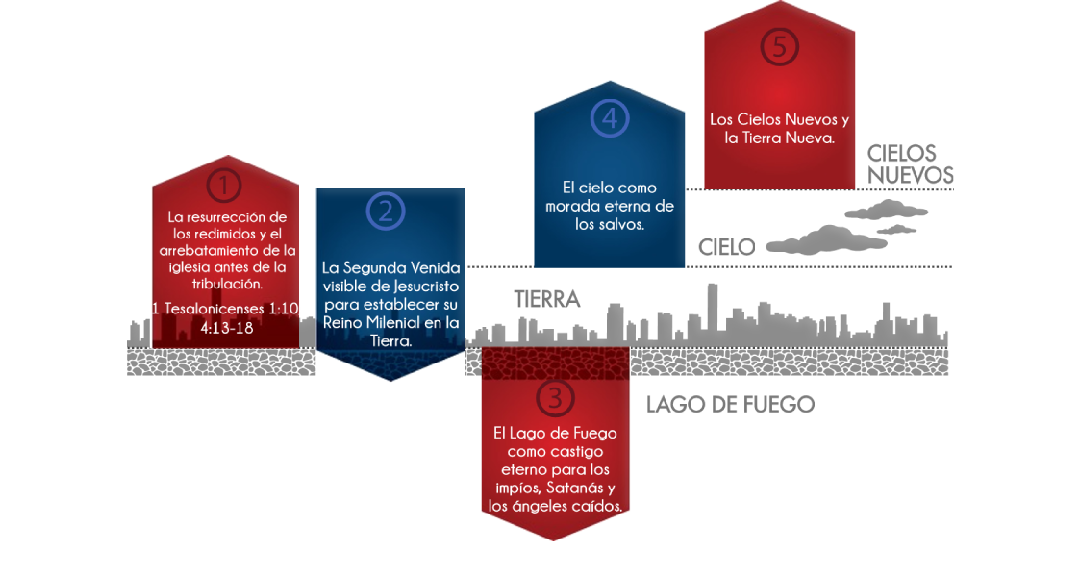 1
La resurrección de
los redimidos y el
arrebatamiento de la
iglesia antes de la
tribulación.
1 Tesalonicenses 1:10
4:13-18
2
La Segunda Venida
visible de Jesucristo
para establecer su
Reino Milenial en la
Tierra.
3
El Lago de Fuego
como castigo
eterno para los
impíos, Satanás y
los ángeles caídos.
4
El cielo como
morada eterna de
los salvos.
5
Los Cielos Nuevos y
la Tierra Nueva.
CIELOS
NUEVOS
CIELO
TIERRA
LAGO DE FUEGO